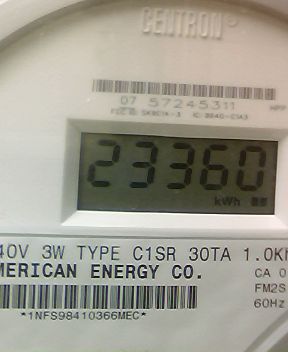 CENTRON
07 57245311
23360
kWh
40V 3W TYPE C1SR 30TA 1.0Kh
MERICAN ENERGY CO.
CA 0
FM2S
60Hz
*1NFS98410366MEC*